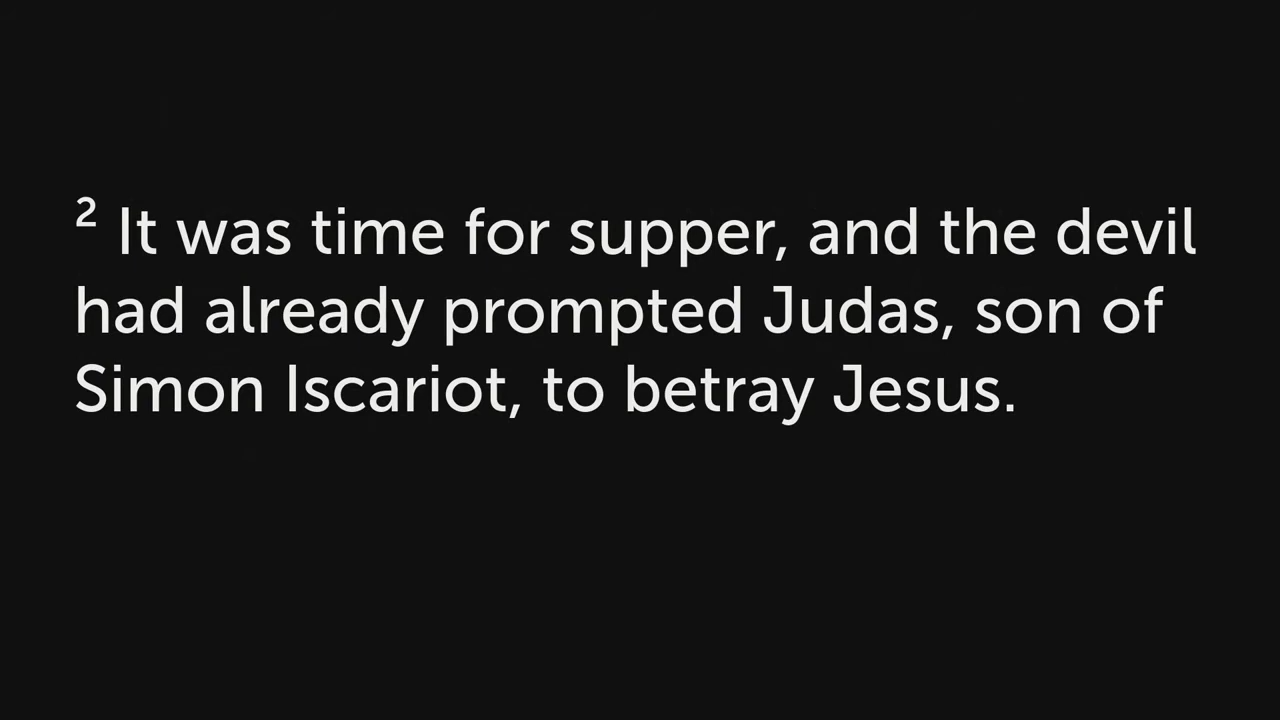 ² It was time for supper, and the devil
had already prompted Judas, son of
Simon Iscariot, to betray Jesus.